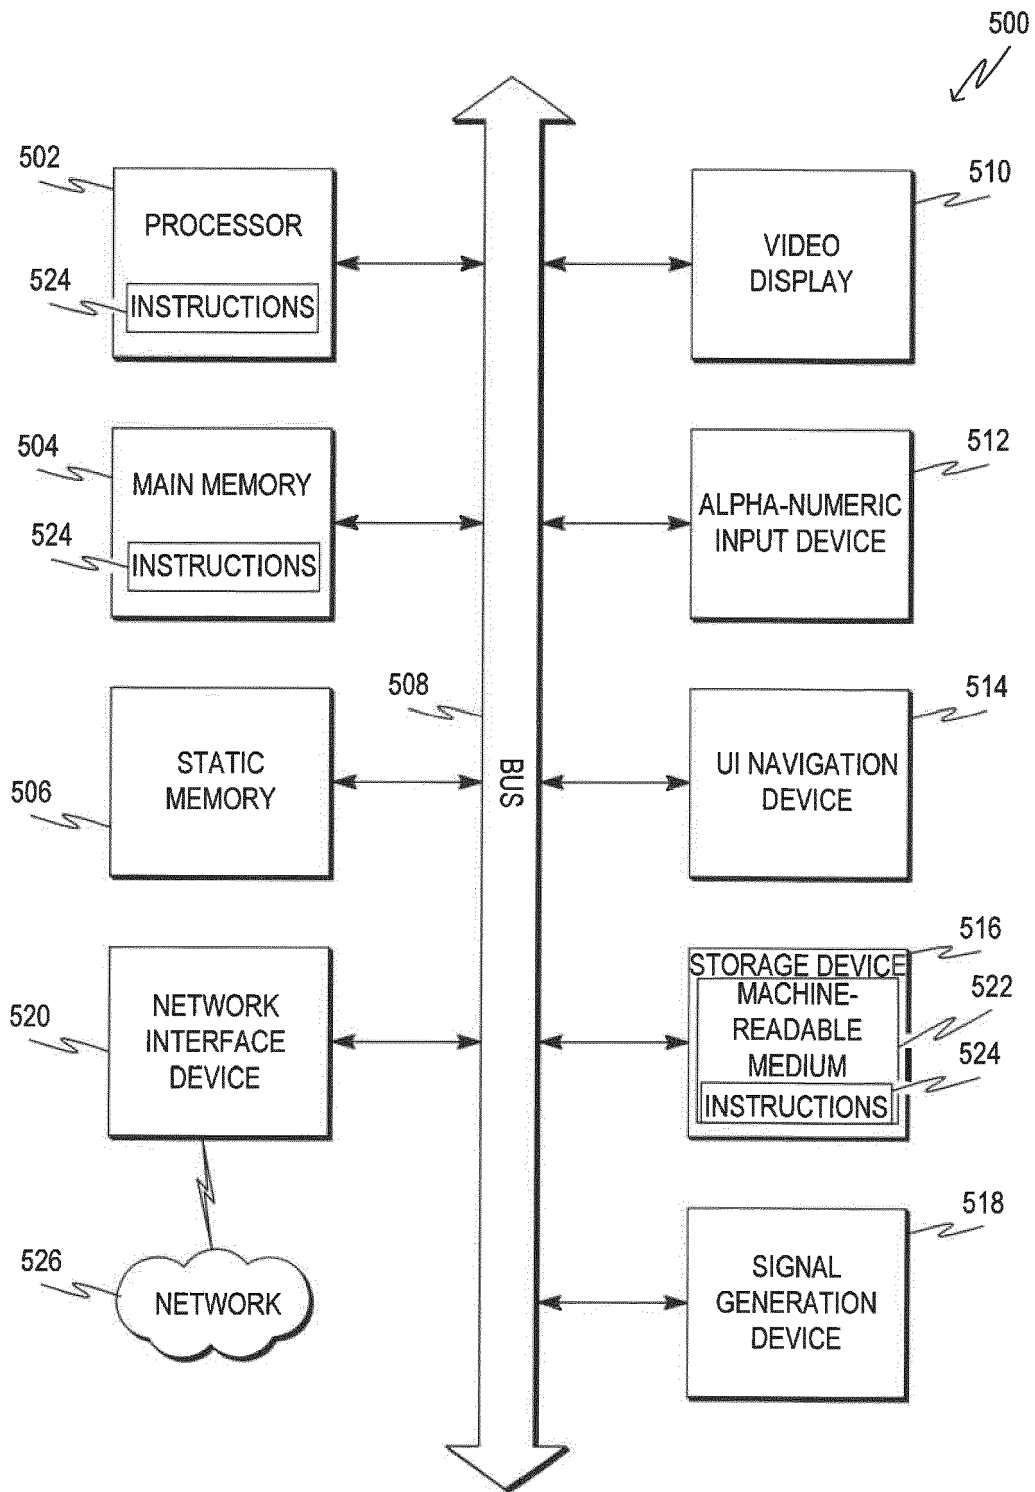 500
502
PROCESSOR
524
INSTRUCTIONS
510
VIDEO
DISPLAY
504
MAIN MEMORY
524
INSTRUCTIONS
512
ALPHA-NUMERIC
INPUT DEVICE
508
BUS
STATIC
MEMORY
506
514
UI NAVIGATION
DEVICE
520
NETWORK
INTERFACE
DEVICE
516
STORAGE DEVICE
522
MACHINE-
READABLE
MEDIUM
524
INSTRUCTIONS
526
NETWORK
518
SIGNAL
GENERATION
DEVICE